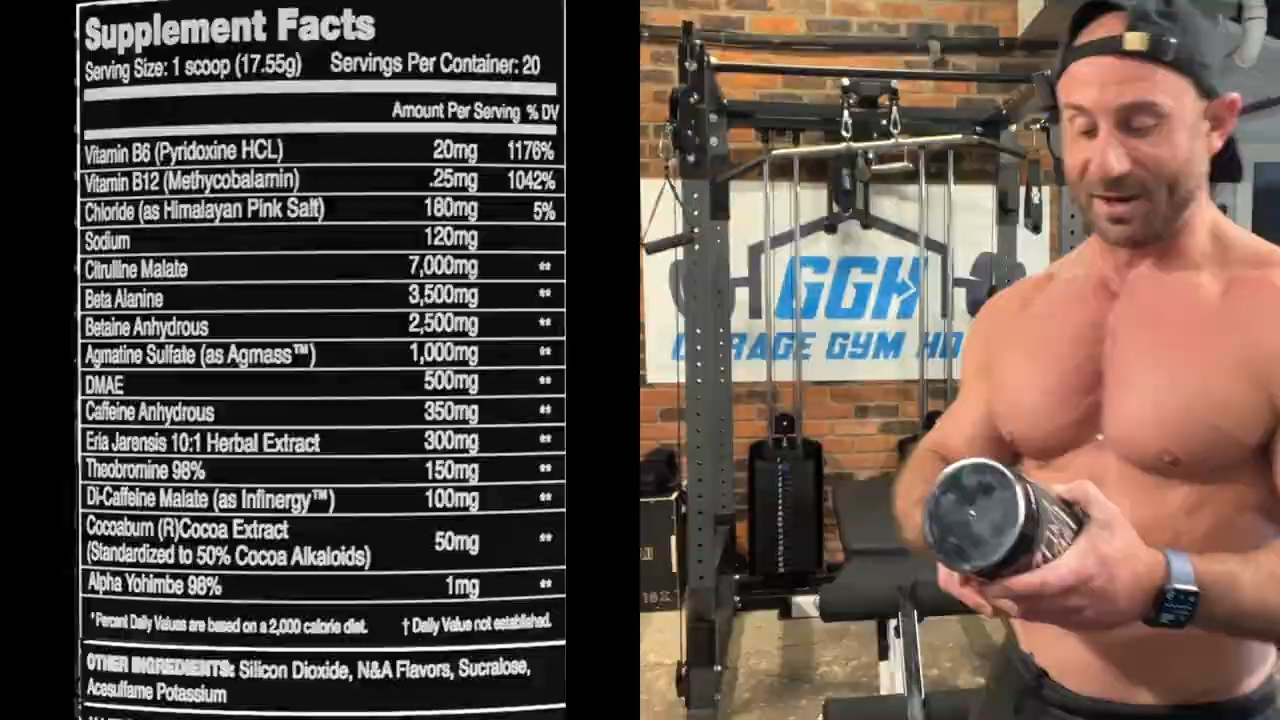 Supplement Facts
Serving Size: 1 scoop (17.55g) Servings Per Container: 20
Amount Per Serving % DV
Vitamin B6 (Pyridoxine HCL) 20mg 1176%
Vitamin B12 (Methycobalamin) .25mg 1042%
Chloride (as Himalayan Pink Salt) 180mg 5%
Sodium 120mg
Citrulline Malate 7,000mg **
Beta Alanine 3,500mg **
Betaine Anhydrous 2,500mg **
Agmatine Sulfate (as Agmass™) 1,000mg **
DMAE 500mg **
Caffeine Anhydrous 350mg **
Eria Jarensis 10:1 Herbal Extract 300mg **
Theobromine 98% 150mg **
Di-Caffeine Malate (as Infinergy™) 100mg **
Cocoabum (R)Cocoa Extract
(Standardized to 50% Cocoa Alkaloids) 50mg **
Alpha Yohimbe 98% 1mg **
*Percent Daily Values are based on a 2,000 calorie diet. † Daily Value not established.
OTHER INGREDIENTS: Silicon Dioxide, N&A Flavors, Sucralose,
Acesulfame Potassium
GGH
GYM